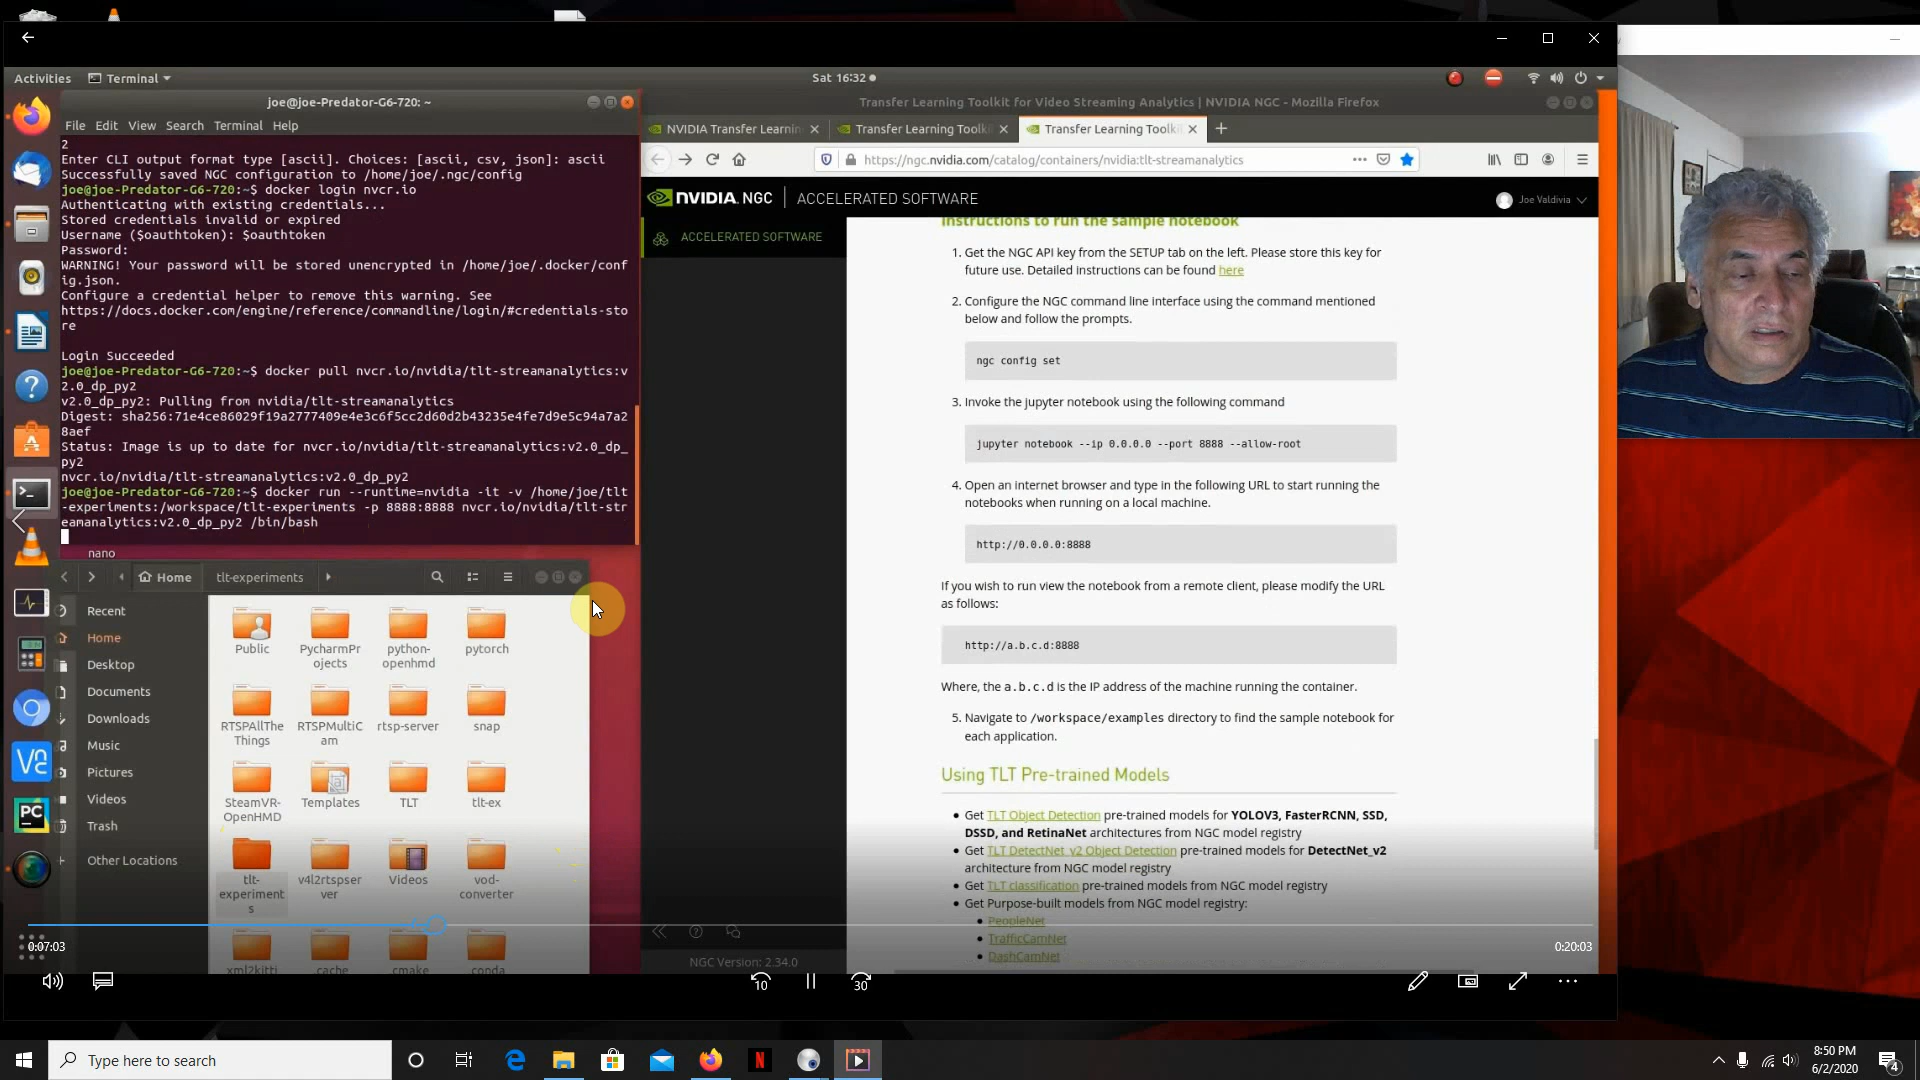 Activities
Terminal
Sat 16:32
joe@joe-Predator-G6-720: ~
File Edit View Search Terminal Help
2
Enter CLI output format type [ascii]. Choices: [ascii, csv, json]: ascii
Successfully saved NGC configuration to /home/joe/.ngc/config
joe@joe-Predator-G6-720:~$ docker login nvcr.io
Authenticating with existing credentials...
Stored credentials invalid or expired
Username ($oauthtoken): $oauthtoken
Password:
WARNING! Your password will be stored unencrypted in /home/joe/.docker/conf
ig.json.
Configure a credential helper to remove this warning. See
https://docs.docker.com/engine/reference/commandline/login/#credentials-sto
re
Login Succeeded
joe@joe-Predator-G6-720:~$ docker pull nvcr.io/nvidia/tlt-streamanalytics:v
2.0_dp_py2
v2.0_dp_py2: Pulling from nvidia/tlt-streamanalytics
Digest: sha256:71e4ce86029f19a2777409e4e3c6f5cc2d60d2b43235e4fe7d9e5c94a7a2
8aef
Status: Image is up to date for nvcr.io/nvidia/tlt-streamanalytics:v2.0_dp_
py2
nvcr.io/nvidia/tlt-streamanalytics:v2.0_dp_py2
joe@joe-Predator-G6-720:~$ docker run --runtime=nvidia -it -v /home/joe/tlt
-experiments:/workspace/tlt-experiments -p 8888:8888 nvcr.io/nvidia/tlt-str
eamanalytics:v2.0_dp_py2 /bin/bash
nano
Home
tlt-experiments
Recent
Home
Desktop
Documents
Downloads
Music
Pictures
Videos
Trash
Other Locations
Public
PycharmPr
ojects
python-
openhmd
pytorch
RTSPAllThe
Things
RTSPMultiC
am
rtsp-server
snap
SteamVR-
OpenHMD
Templates
TLT
tlt-ex
tlt-
experiment
s
v4l2rtspser
ver
Videos
vod-
converter
xml2kitti
.cache
cmake
conda
Transfer Learning Toolkit for Video Streaming Analytics | NVIDIA NGC - Mozilla Firefox
NVIDIA Transfer Learnin
Transfer Learning Toolki
Transfer Learning Toolki
https://ngc.nvidia.com/catalog/containers/nvidia:tlt-streamanalytics
NVIDIA. NGC | ACCELERATED SOFTWARE
Joe Valdivia
ACCELERATED SOFTWARE
Instructions to run the sample notebook
1. Get the NGC API key from the SETUP tab on the left. Please store this key for
future use. Detailed instructions can be found here
2. Configure the NGC command line interface using the command mentioned
below and follow the prompts.
ngc config set
3. Invoke the jupyter notebook using the following command
jupyter notebook --ip 0.0.0.0 --port 8888 --allow-root
4. Open an internet browser and type in the following URL to start running the
notebooks when running on a local machine.
http://0.0.0.0:8888
If you wish to run view the notebook from a remote client, please modify the URL
as follows:
http://a.b.c.d:8888
Where, the a.b.c.d is the IP address of the machine running the container.
5. Navigate to /workspace/examples directory to find the sample notebook for
each application.
Using TLT Pre-trained Models
• Get TLT Object Detection pre-trained models for YOLOV3, FasterRCNN, SSD,
DSSD, and RetinaNet architectures from NGC model registry
• Get TLT DetectNet_v2 Object Detection pre-trained models for DetectNet_v2
architecture from NGC model registry
• Get TLT classification pre-trained models from NGC model registry
• Get Purpose-built models from NGC model registry:
• PeopleNet
• TrafficCamNet
• DashCamNet
NGC Version: 2.34.0
0:07:03
0:20:03
10
30
Type here to search
8:50 PM
6/2/2020
4